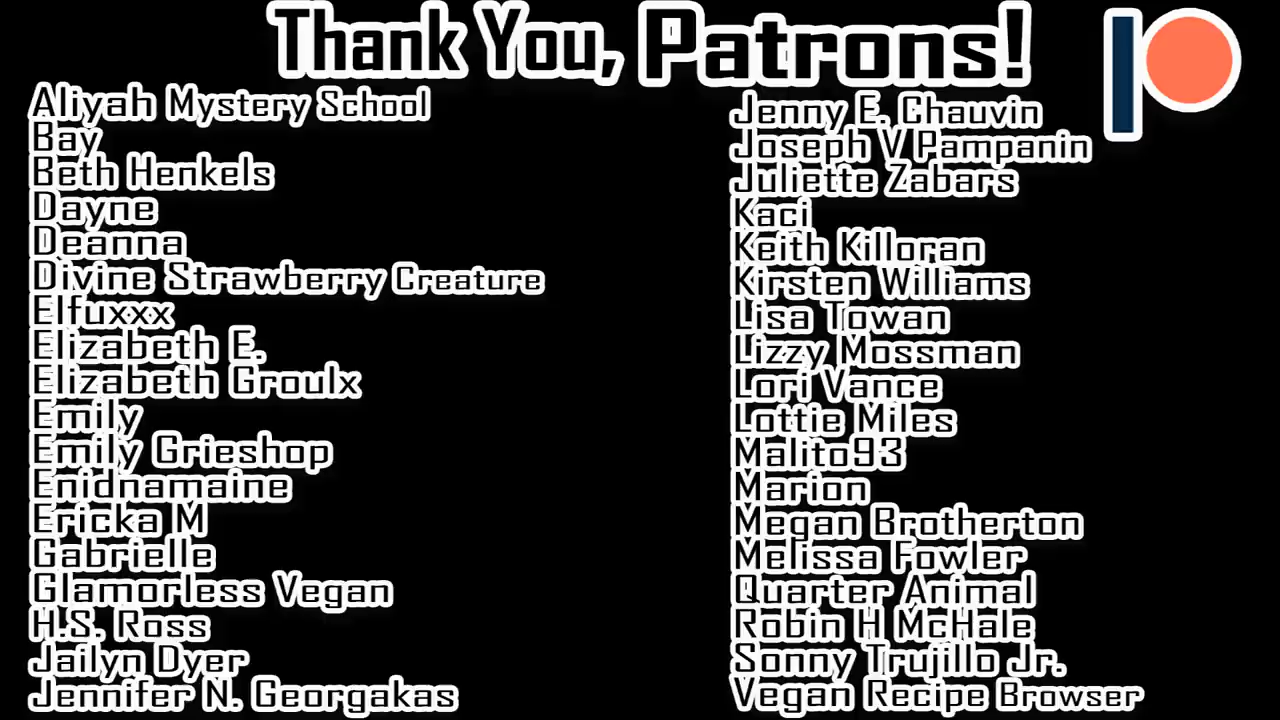 Thank You, Patrons!
Aliyah Mystery School
Bay
Beth Henkels
Dayne
Deanna
Divine Strawberry Creature
Elfuxxx
Elizabeth E.
Elizabeth Groulx
Emily
Emily Grieshop
Enidnamaine
Ericka M
Gabrielle
Glamorless Vegan
H.S. Ross
Jailyn Dyer
Jennifer N. Georgakas
Jenny E. Chauvin
Joseph V Pampanin
Juliette Zabars
Kaci
Keith Killoran
Kirsten Williams
Lisa Towan
Lizzy Mossman
Lori Vance
Lottie Miles
Malito93
Marion
Megan Brotherton
Melissa Fowler
Quarter Animal
Robin H McHale
Sonny Trujillo Jr.
Vegan Recipe Browser